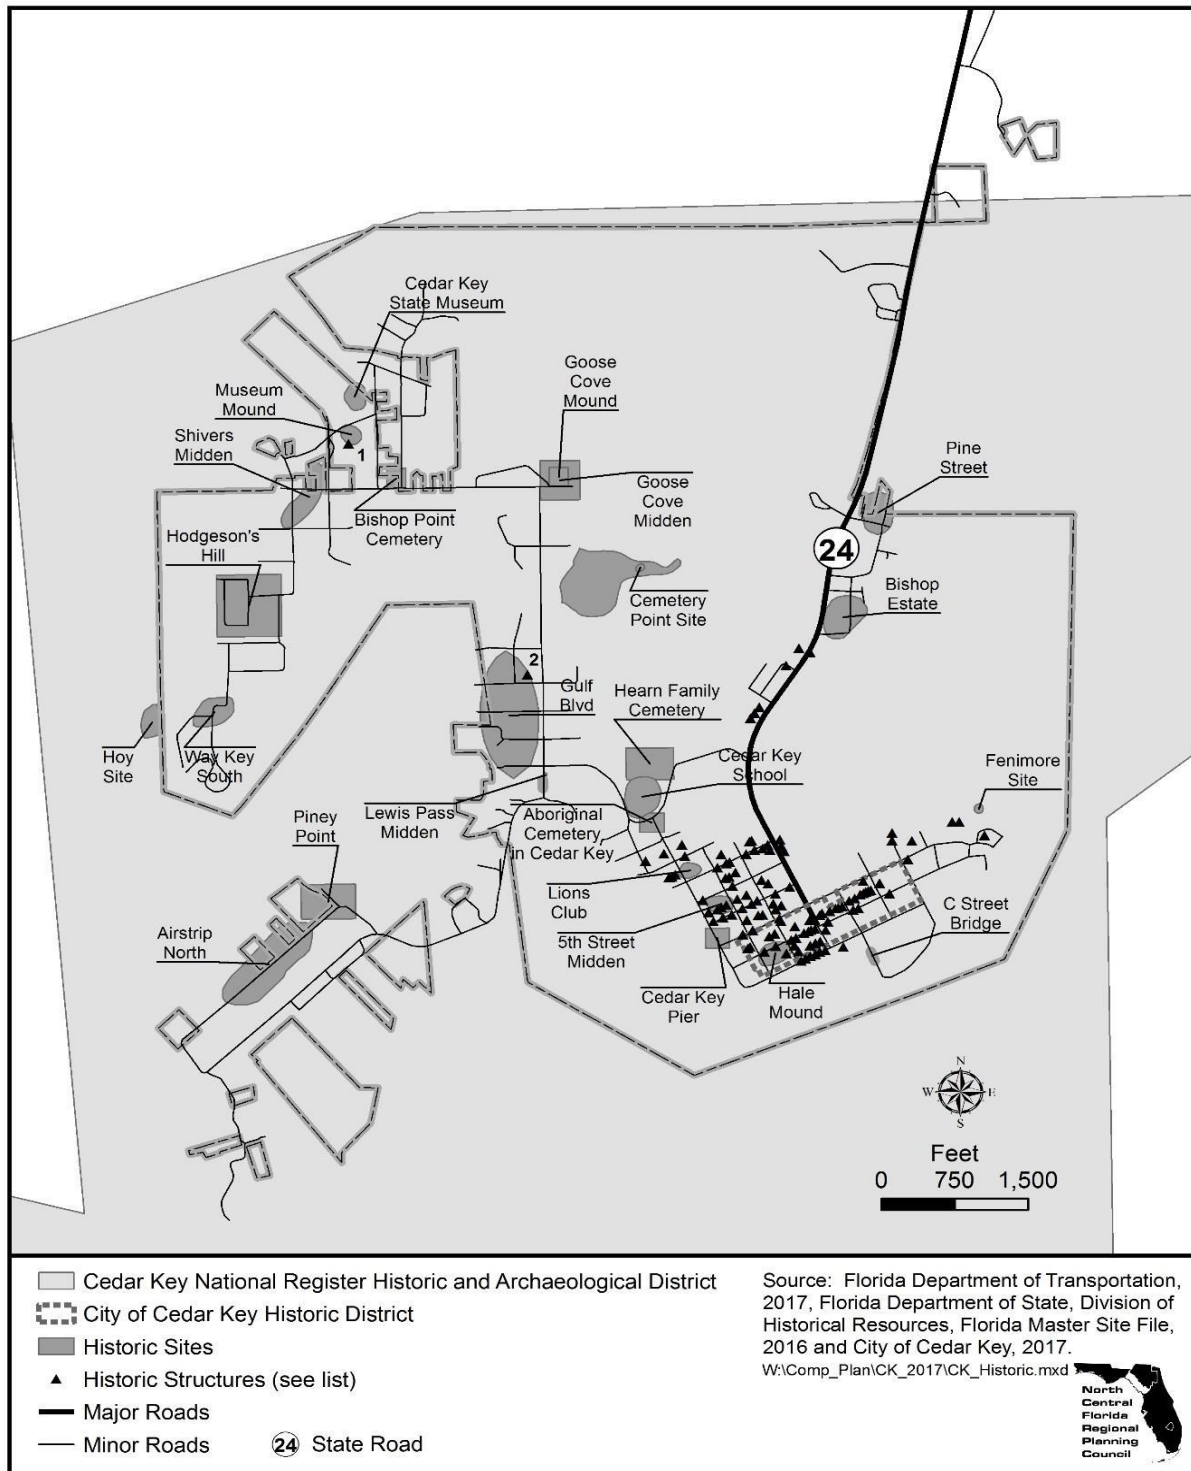 Cedar Key
State Museum
Goose
Cove
Mound
Museum
Mound
Shivers
Midden
1
Pine
Street
Goose
Cove
Midden
Bishop Point
Cemetery
Hodgeson's
Hill
24
Bishop
Estate
Cemetery
Point Site
2
Gulf
Blvd
Hearn Family
Cemetery
Hoy
Site
Way Key
South
Cedar Key
School
Fenimore
Site
Lewis Pass
Midden
Aboriginal
Cemetery
in Cedar Key
Piney
Point
Lions
Club
C Street
Bridge
Airstrip
North
5th Street
Midden
Cedar Key
Pier
Hale
Mound
N
W E
S
Feet
0 750 1,500
Cedar Key National Register Historic and Archaeological District
City of Cedar Key Historic District
Historic Sites
Historic Structures (see list)
Major Roads
Minor Roads
24 State Road
Source: Florida Department of Transportation,
2017, Florida Department of State, Division of
Historical Resources, Florida Master Site File,
2016 and City of Cedar Key, 2017.
W:\Comp_Plan\CK_2017\CK_Historic.mxd
North
Central
Florida
Regional
Planning
Council